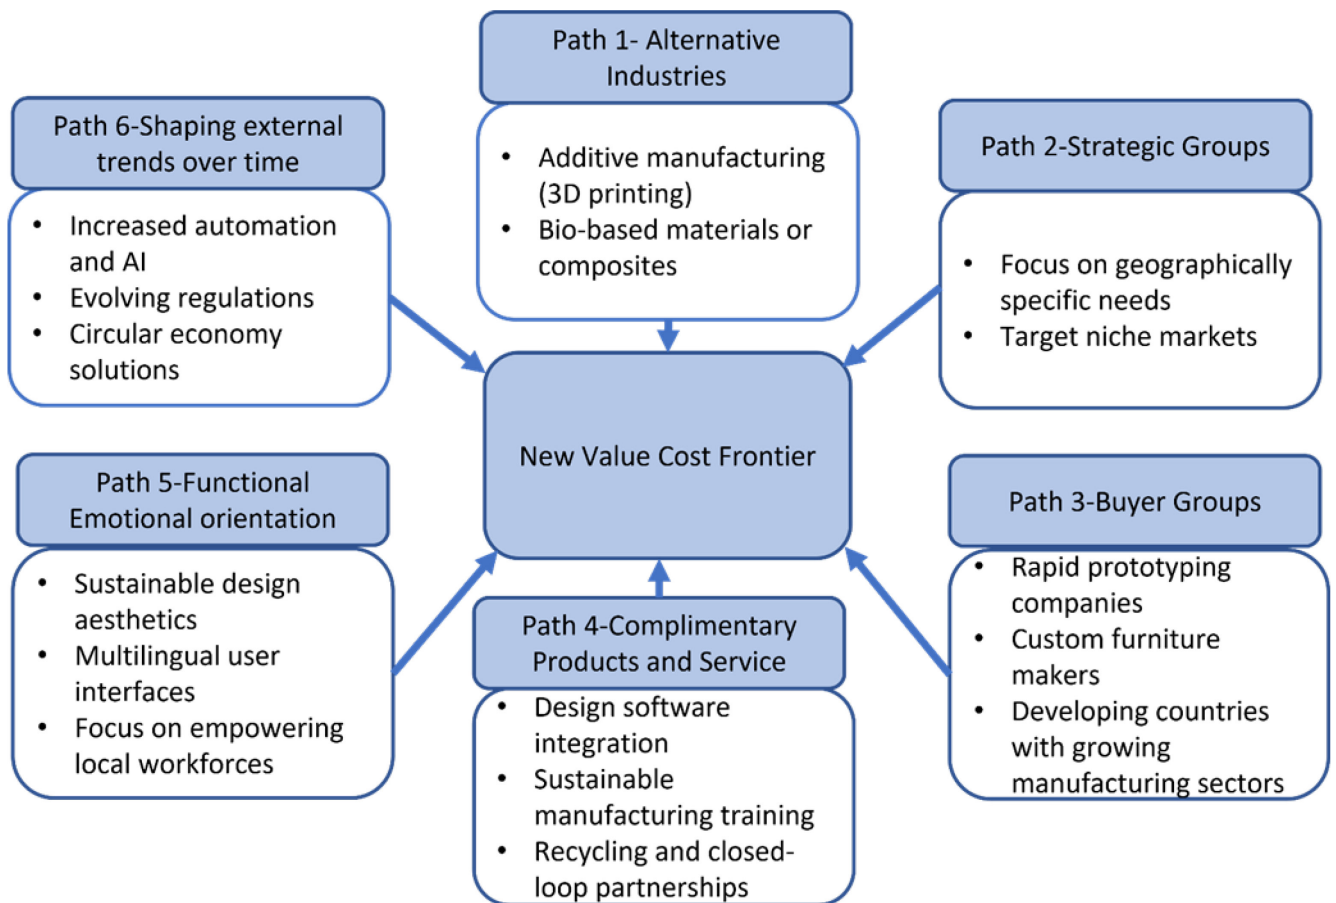 Path 1- Alternative
Industries
• Additive manufacturing
(3D printing)
• Bio-based materials or
composites
Path 2-Strategic Groups
• Focus on geographically
specific needs
• Target niche markets
Path 3-Buyer Groups
• Rapid prototyping
companies
• Custom furniture
makers
• Developing countries
with growing
manufacturing sectors
Path 4-Complimentary
Products and Service
• Design software
integration
• Sustainable
manufacturing training
• Recycling and closed-
loop partnerships
Path 5-Functional
Emotional orientation
• Sustainable design
aesthetics
• Multilingual user
interfaces
• Focus on empowering
local workforces
Path 6-Shaping external
trends over time
• Increased automation
and AI
• Evolving regulations
• Circular economy
solutions
New Value Cost Frontier